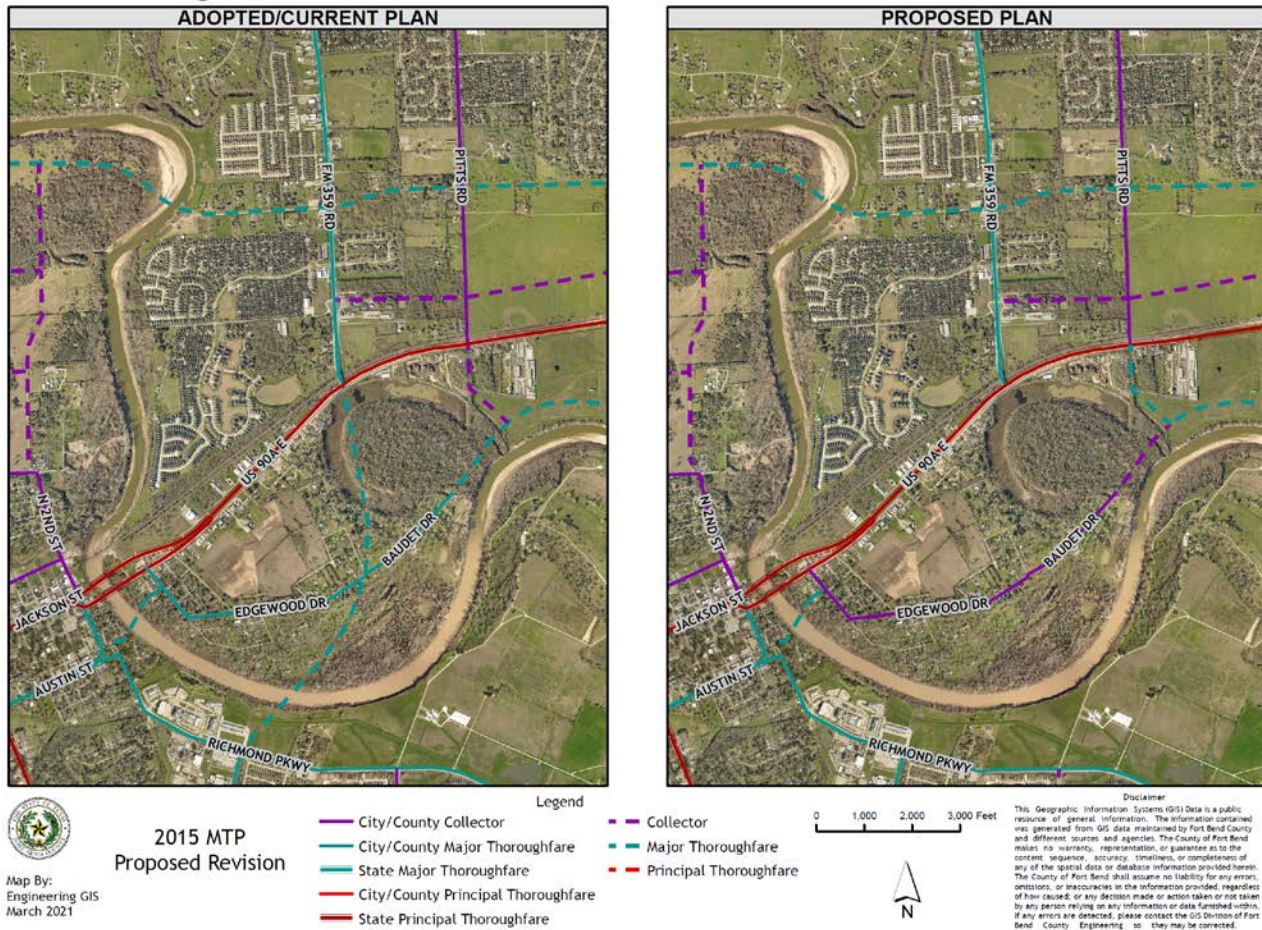 ADOPTED/CURRENT PLAN
PROPOSED PLAN
FM 359 RD
PITTS RD
US 90A E
N 2ND ST
JACKSON ST
AUSTIN ST
EDGEWOOD DR
BAUDET DR
RICHMOND PKWY
FM 359 RD
PITTS RD
US 90A E
N 2ND ST
JACKSON ST
AUSTIN ST
EDGEWOOD DR
BAUDET DR
RICHMOND PKWY
Map By:
Engineering GIS
March 2021
2015 MTP
Proposed Revision
Legend
City/County Collector
City/County Major Thoroughfare
State Major Thoroughfare
City/County Principal Thoroughfare
State Principal Thoroughfare
Collector
Major Thoroughfare
Principal Thoroughfare
0 1,000 2,000 3,000 Feet
N
Disclaimer
This Geographic Information Systems (GIS) Data is a public
resource of general information. The information contained
was generated from GIS data maintained by Fort Bend County
and different sources and agencies. The County of Fort Bend
makes no warranty, representation, or guarantee as to the
content sequence, accuracy, timeliness, or completeness of
any of the spatial data or database information provided herein.
The County of Fort Bend shall assume no liability for any errors,
omissions, or inaccuracies in the information provided, regardless
of how caused; or any decision made or action taken or not taken
by any person relying on any information or data furnished within.
If any errors are detected, please contact the GIS Division of Fort
Bend County Engineering so they may be corrected.